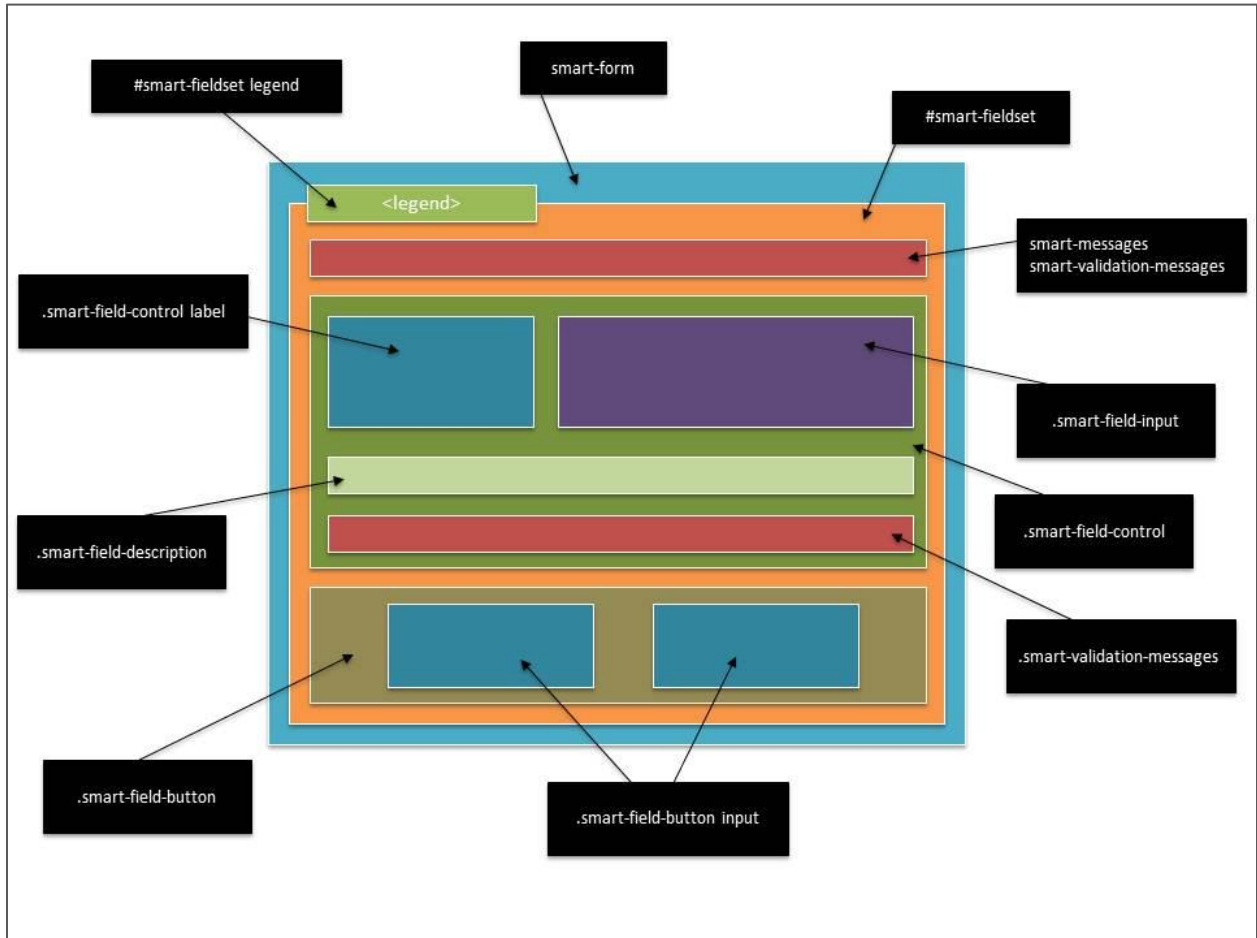 smart-form
#smart-fieldset legend
#smart-fieldset
<legend>
smart-messages
smart-validation-messages
.smart-field-control label
.smart-field-input
.smart-field-control
.smart-field-description
.smart-validation-messages
.smart-field-button
.smart-field-button input